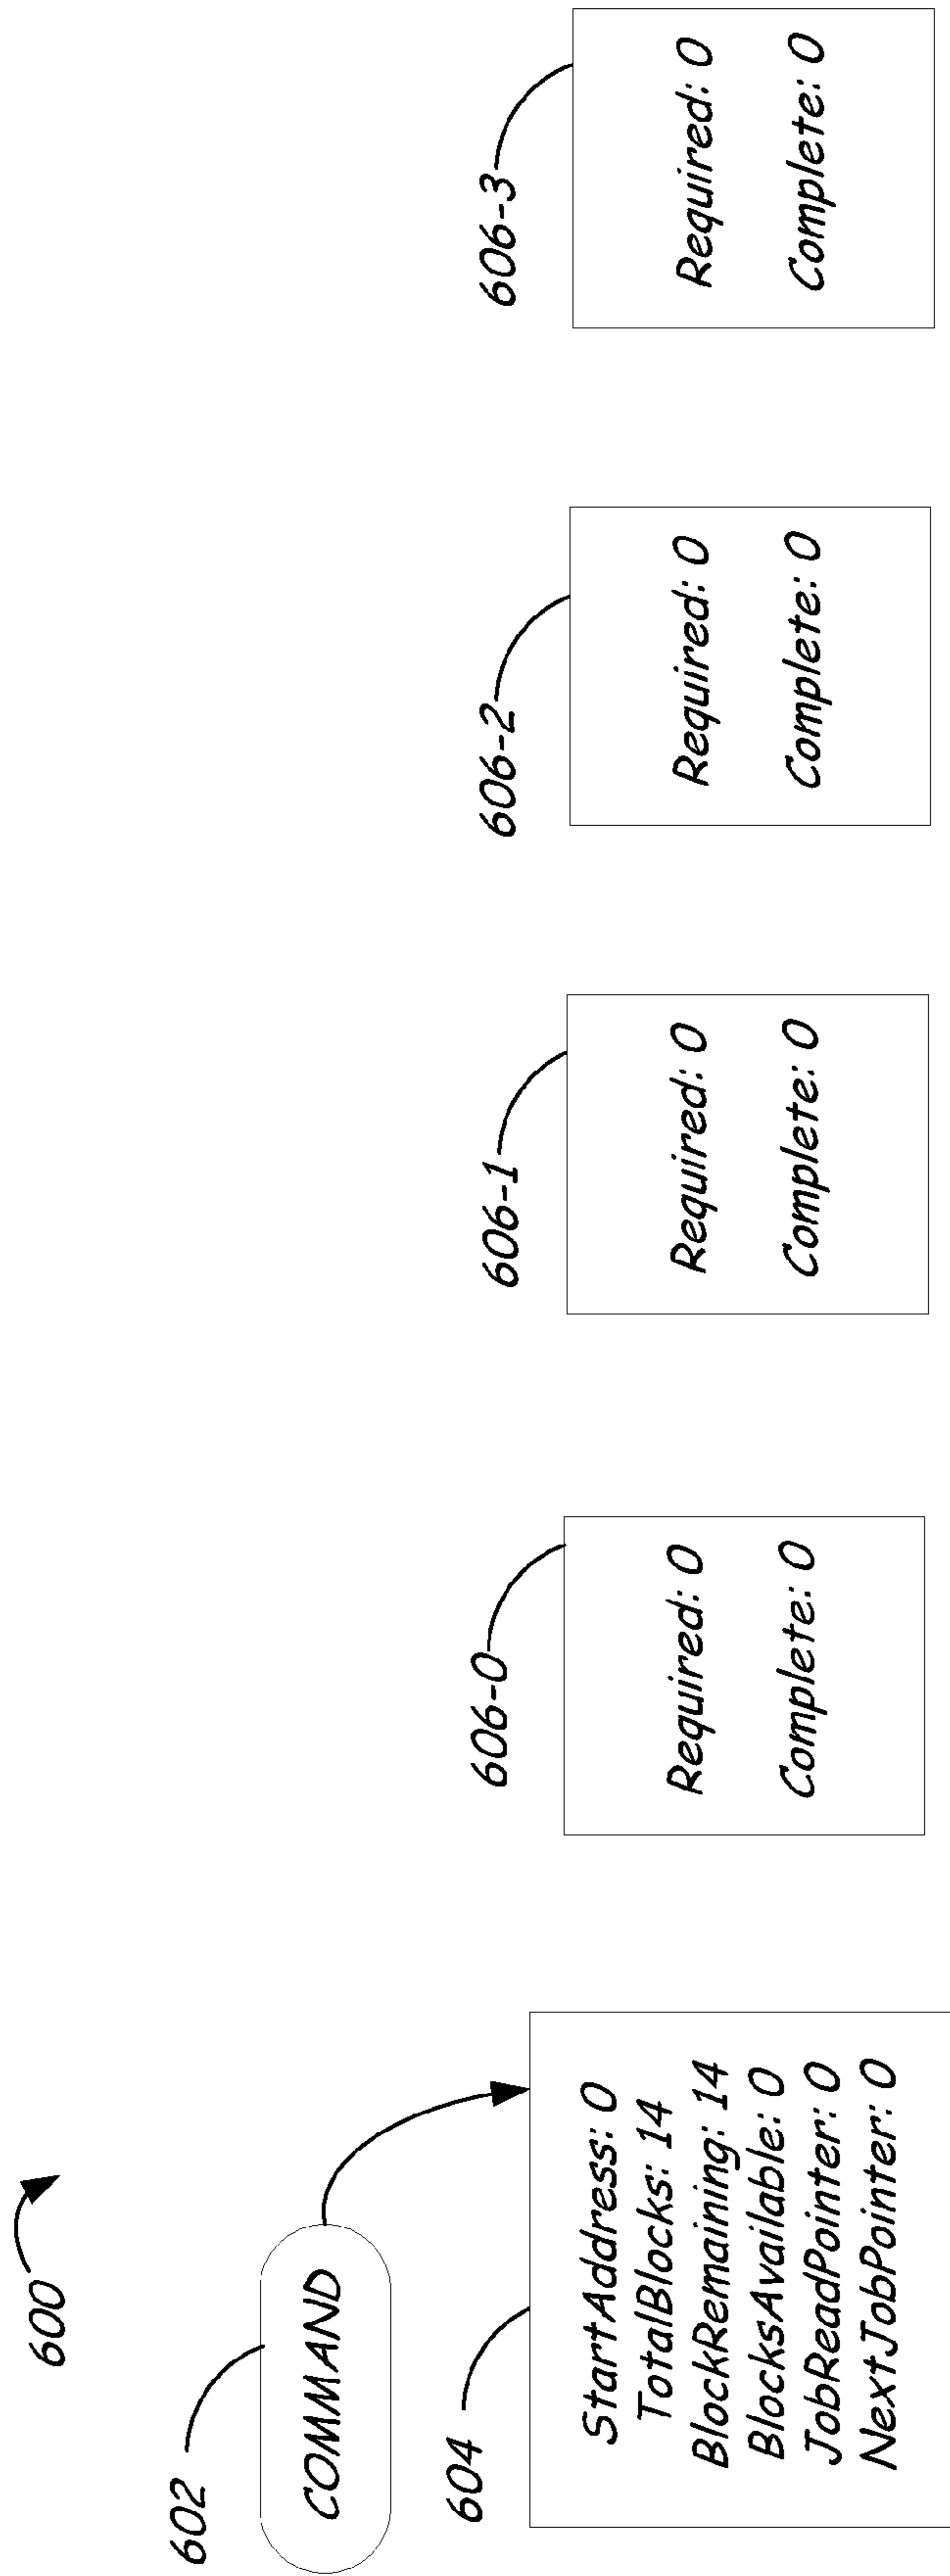 600
602
COMMAND
604
StartAddress: 0
TotalBlocks: 14
BlockRemaining: 14
BlocksAvailable: 0
JobReadPointer: 0
NextJobPointer: 0
606-0
Required: 0
Complete: 0
606-1
Required: 0
Complete: 0
606-2
Required: 0
Complete: 0
606-3
Required: 0
Complete: 0